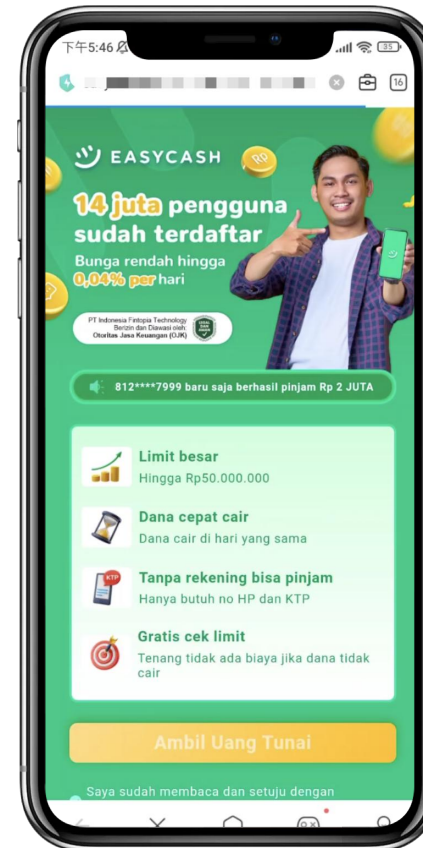 下午5:46
35
16
EASYCASH
RP
14 juta pengguna
sudah terdaftar
Bunga rendah hingga
0,04% per hari
PT Indonesia Fintopia Technology
Berizin dan Diawasi oleh
Otoritas Jasa Keuangan (OJK)
812****7999 baru saja berhasil pinjam Rp 2 JUTA
Limit besar
Hingga Rp50.000.000
Dana cepat cair
Dana cair di hari yang sama
KTP
Tanpa rekening bisa pinjam
Hanya butuh no HP dan KTP
Gratis cek limit
Tenang tidak ada biaya jika dana tidak
cair
Ambil Uang Tunai
Saya sudah membaca dan setuju dengan